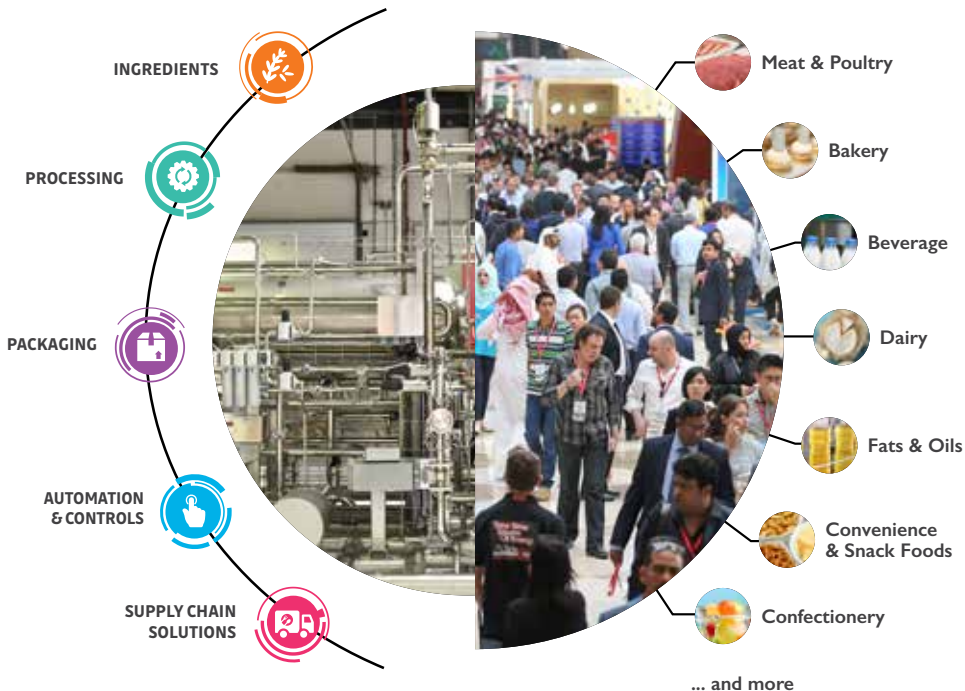 INGREDIENTS
PROCESSING
PACKAGING
AUTOMATION
& CONTROLS
SUPPLY CHAIN
SOLUTIONS
Meat & Poultry
Bakery
Beverage
Dairy
Fats & Oils
Convenience
& Snack Foods
Confectionery
... and more